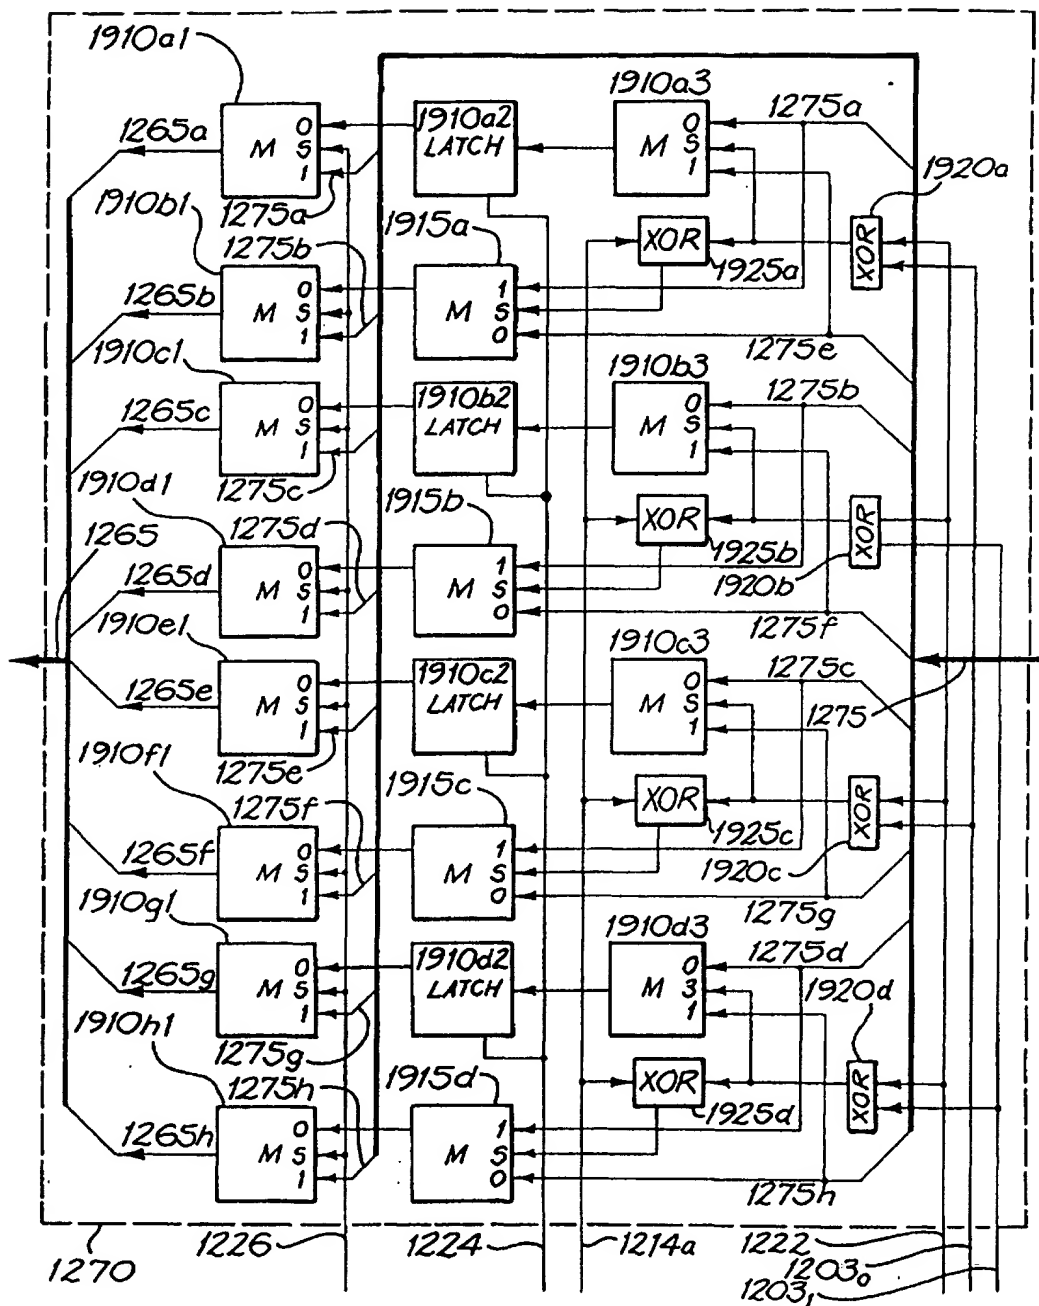 1910a1
1265a
M
0
S
1
1275a
1910a2
LATCH
1910a3
M
0
S
1
1275a
1920a
XOR
1910b1
1275b
1265b
M
0
S
1
1915a
M
1
S
0
XOR
1925a
1275e
1910c1
1265c
M
0
S
1
1275c
1910b2
LATCH
1910b3
M
0
S
1
1275b
1910d1
1265
1275d
1265d
M
0
S
1
1915b
M
1
S
0
XOR
1925b
XOR
1920b
1275f
1910e1
1265e
M
0
S
1
1275e
1910c2
LATCH
1910c3
M
0
S
1
1275c
1275
1910f1
1275f
1265f
M
0
S
1
1915c
M
1
S
0
XOR
1925c
XOR
1920c
1275g
1910g1
1265g
M
0
S
1
1275g
1910d2
LATCH
1910d3
M
0
3
1
1275d
1920d
XOR
1910h1
1275h
1265h
M
0
S
1
1915d
M
1
S
0
XOR
1925d
1275h
1270
1226
1224
1214a
1222
1203₀
1203₁